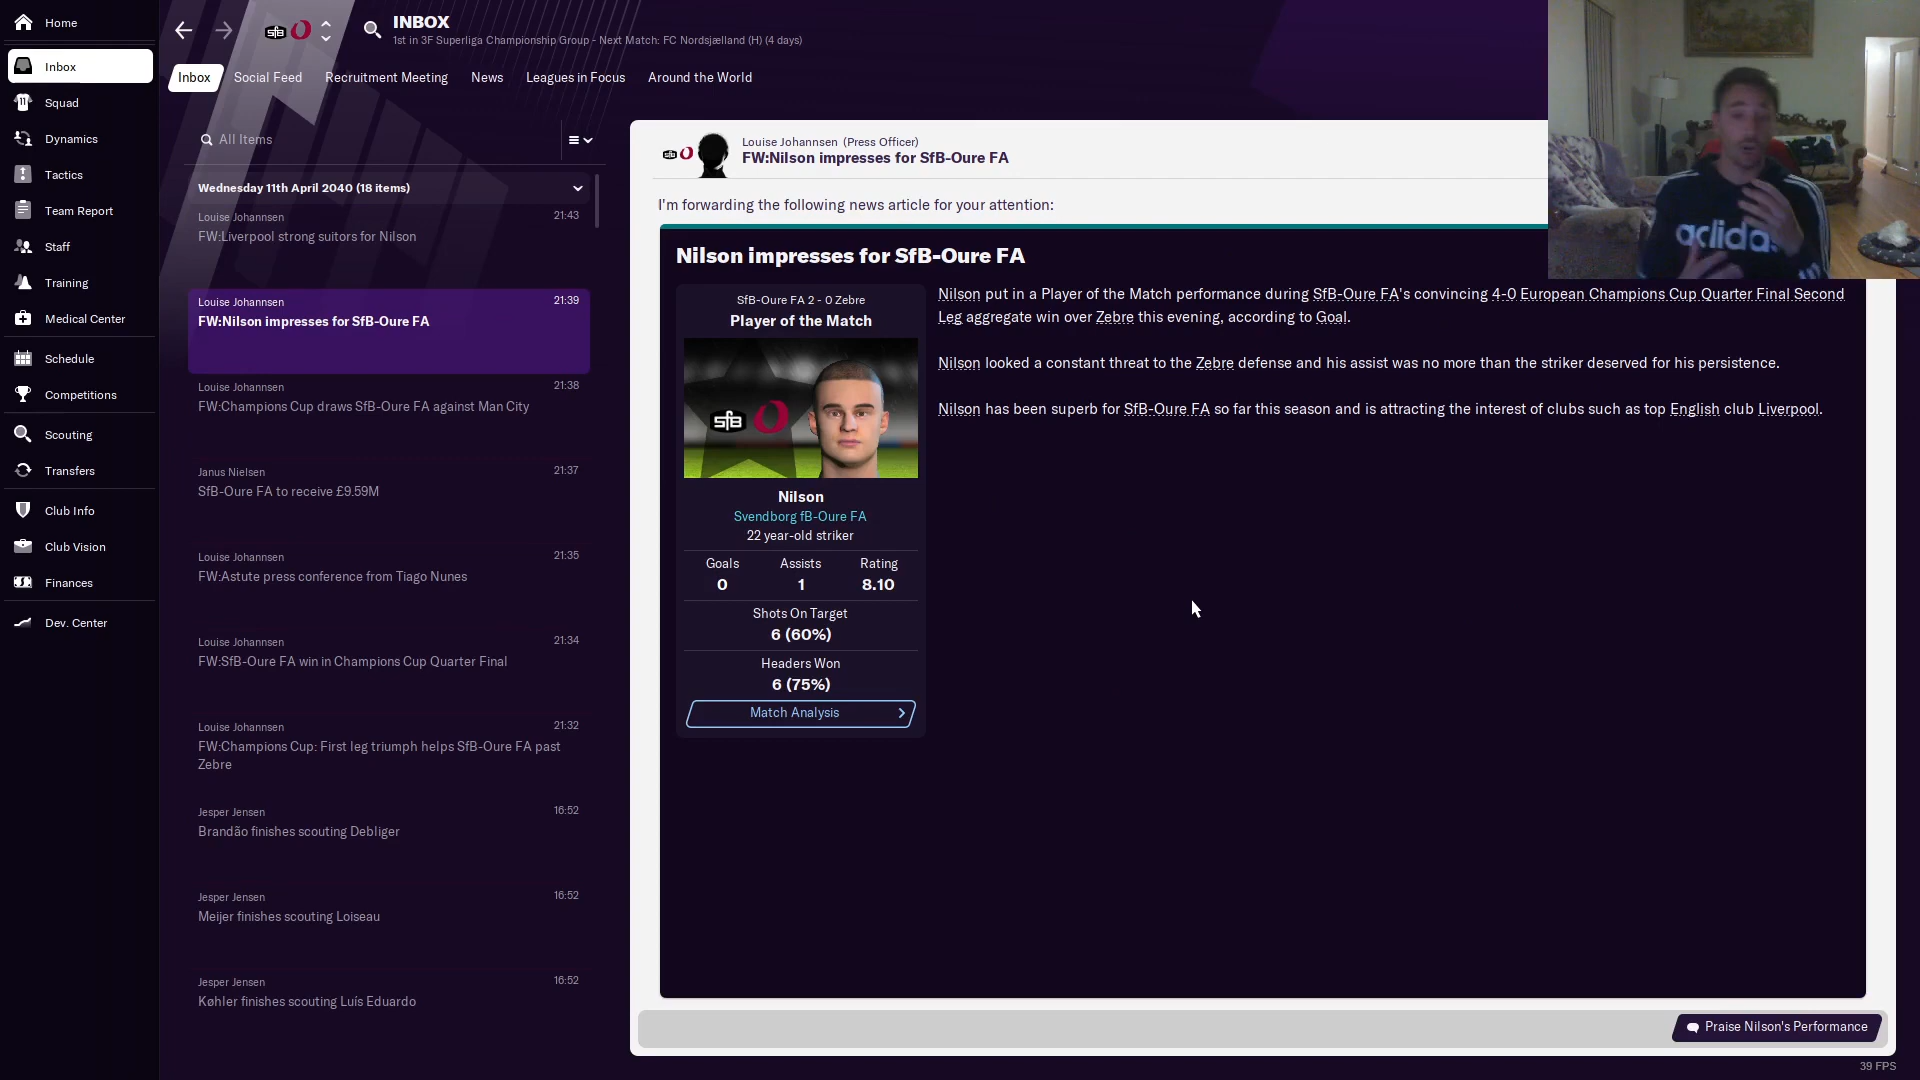 Home
Inbox
Squad
Dynamics
Tactics
Team Report
Staff
Training
Medical Center
Schedule
Competitions
Scouting
Transfers
Club Info
Club Vision
Finances
Dev. Center
INBOX
1st in 3F Superliga Championship Group - Next Match: FC Nordsjælland (H) (4 days)
Inbox Social Feed Recruitment Meeting News Leagues in Focus Around the World
All Items
Wednesday 11th April 2040 (18 items)
Louise Johannsen 21:43
FW:Liverpool strong suitors for Nilson
Louise Johannsen 21:39
FW:Nilson impresses for SfB-Oure FA
Louise Johannsen 21:38
FW:Champions Cup draws SfB-Oure FA against Man City
Janus Nielsen 21:37
SfB-Oure FA to receive £9.59M
Louise Johannsen 21:35
FW:Astute press conference from Tiago Nunes
Louise Johannsen 21:34
FW:SfB-Oure FA win in Champions Cup Quarter Final
Louise Johannsen 21:32
FW:Champions Cup: First leg triumph helps SfB-Oure FA past
Zebre
Jesper Jensen 16:52
Brandão finishes scouting Debliger
Jesper Jensen 16:52
Meijer finishes scouting Loiseau
Jesper Jensen 16:52
Køhler finishes scouting Luís Eduardo
Louise Johannsen (Press Officer)
FW:Nilson impresses for SfB-Oure FA
I'm forwarding the following news article for your attention:
Nilson impresses for SfB-Oure FA
SfB-Oure FA 2 - 0 Zebre
Player of the Match
sfB
Nilson
Svendborg fB-Oure FA
22 year-old striker
Goals Assists Rating
0 1 8.10
Shots On Target
6 (60%)
Headers Won
6 (75%)
Match Analysis
Nilson put in a Player of the Match performance during SfB-Oure FA's convincing 4-0 European Champions Cup Quarter Final Second
Leg aggregate win over Zebre this evening, according to Goal.
Nilson looked a constant threat to the Zebre defense and his assist was no more than the striker deserved for his persistence.
Nilson has been superb for SfB-Oure FA so far this season and is attracting the interest of clubs such as top English club Liverpool.
Praise Nilson's Performance
39 FPS
adidas